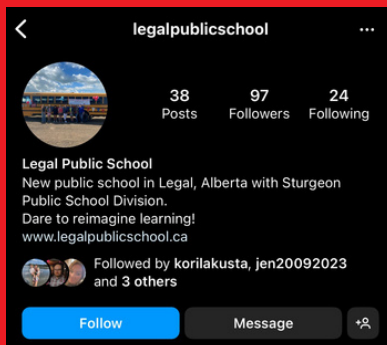 legalpublicschool
38 97 24
Posts Followers Following
Legal Public School
New public school in Legal, Alberta with Sturgeon
Public School Division.
Dare to reimagine learning!
www.legalpublicschool.ca
Followed by korilakusta, jen20092023
and 3 others
Follow Message